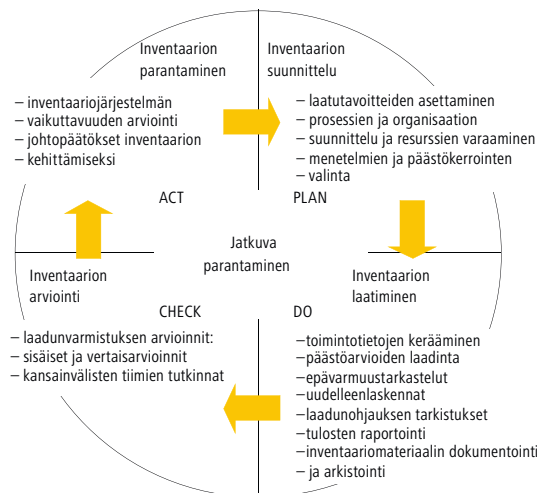 Inventaarion
parantaminen
– inventaariojärjestelmän
– vaikuttavuuden arviointi
– johtopäätökset inventaarion
– kehittämiseksi
ACT
Inventaarion
suunnittelu
– laatutavoitteiden asettaminen
– prosessien ja organisaation
– suunnittelu ja resurssien varaaminen
– menetelmien ja päästökerrointen
– valinta
PLAN
Jatkuva
parantaminen
Inventaarion
arviointi
CHECK
– laadunvarmistuksen arvioinnit:
– sisäiset ja vertaisarvioinnit
– kansainvälisten tiimien tutkinnat
Inventaarion
laatiminen
DO
–toimintotietojen kerääminen
–päästöarvioiden laadinta
–epävarmuustarkastelut
–uudelleenlaskennat
–laadunohjauksen tarkistukset
–tulosten raportointi
–inventaariomateriaalin dokumentointi
–ja arkistointi